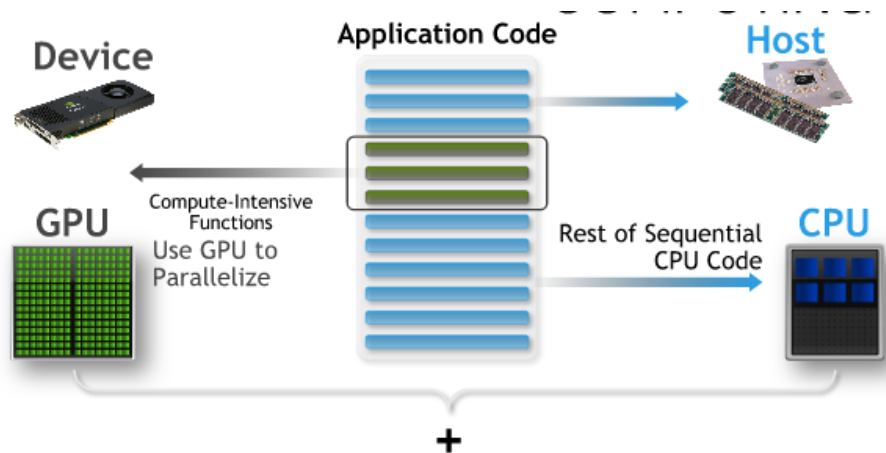 Application Code
Device
Host
Compute-Intensive
Functions
GPU
Use GPU to
Parallelize
Rest of Sequential
CPU Code
CPU
+